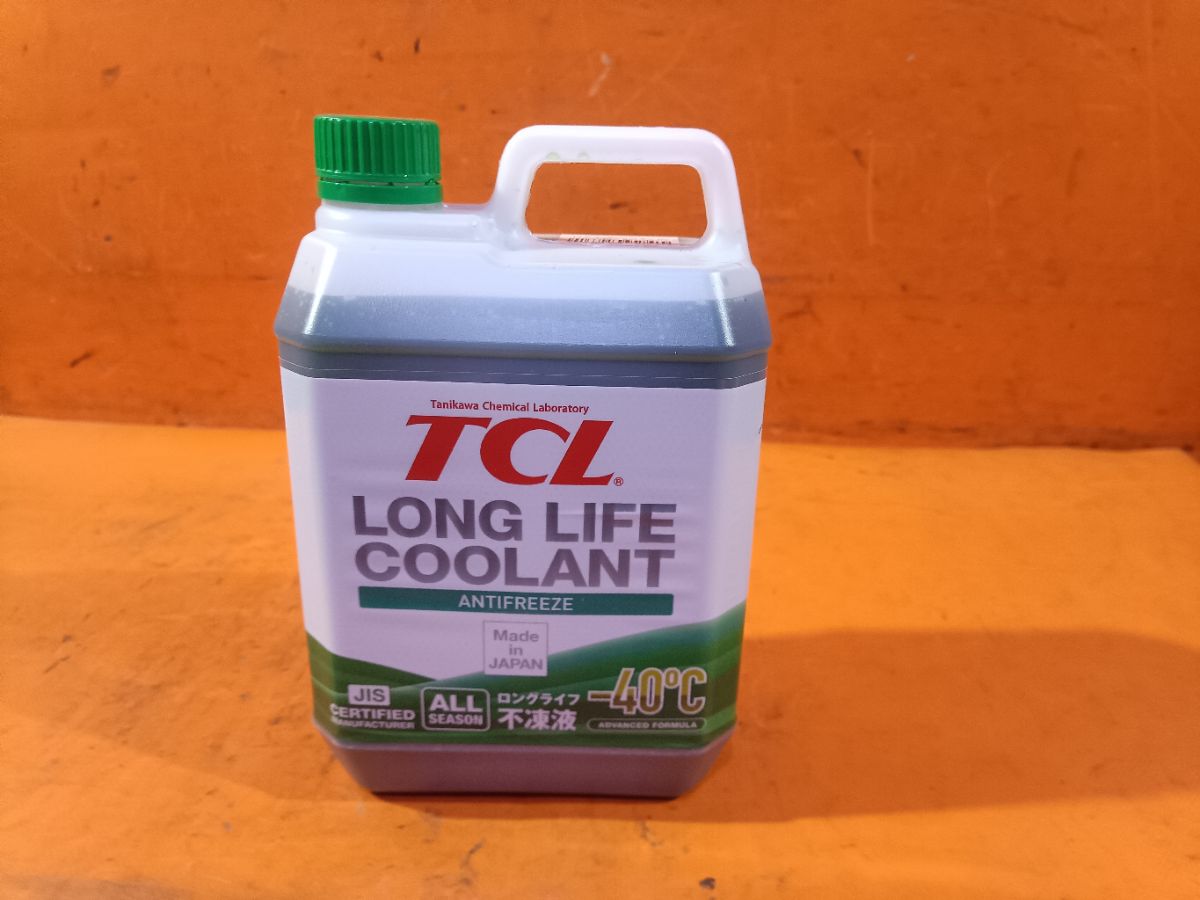 Tanikawa Chemical Laboratory
TCL®
LONG LIFE
COOLANT
ANTIFREEZE
Made
in
JAPAN
JIS
CERTIFIED
MANUFACTURER
ALL
SEASON
ロングライフ
不凍液
-40°C
ADVANCED FORMULA